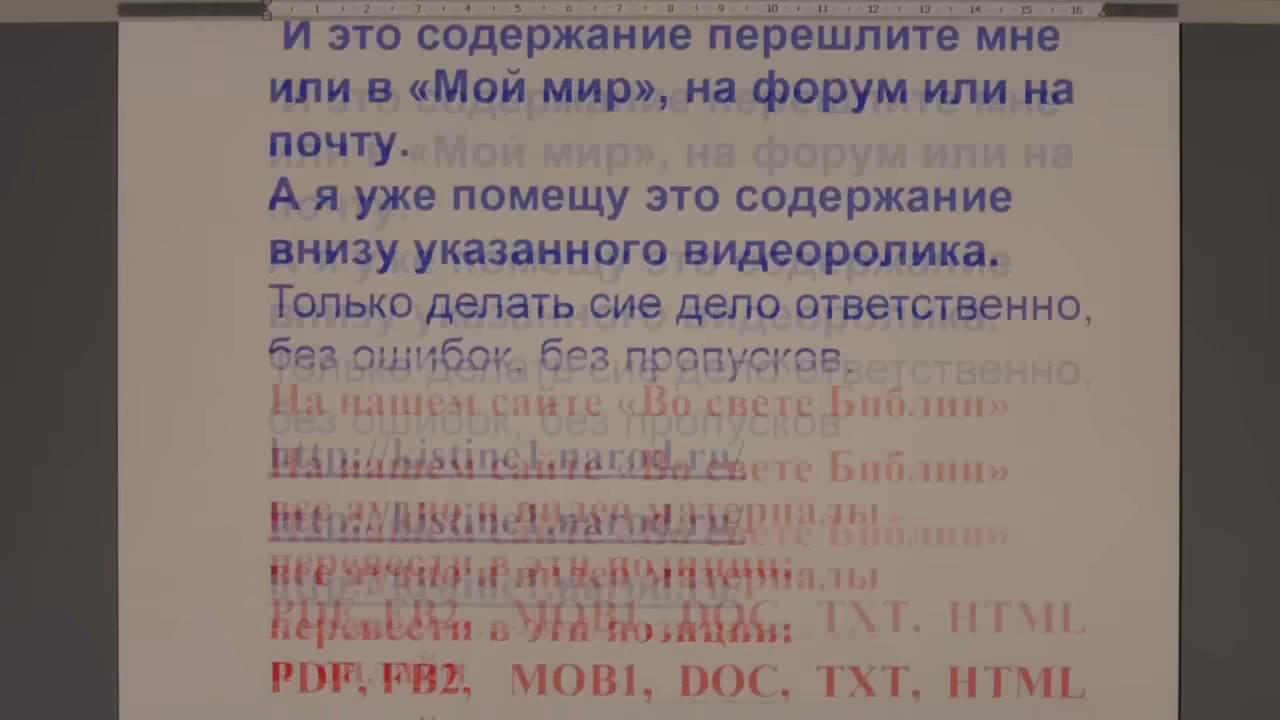 И это содержание перешлите мне
или в «Мой мир», на форум или на
почту.
А я уже помещу это содержание
внизу указанного видеоролика.
Только делать сие дело ответственно,
без ошибок, без пропусков.
На нашем сайте «Во свете Библии»
http://kistine1.narod.ru/
все аудио и видео материалы
перевести в эти позиции:
PDF, FB2, MOB1, DOC, TXT, HTML